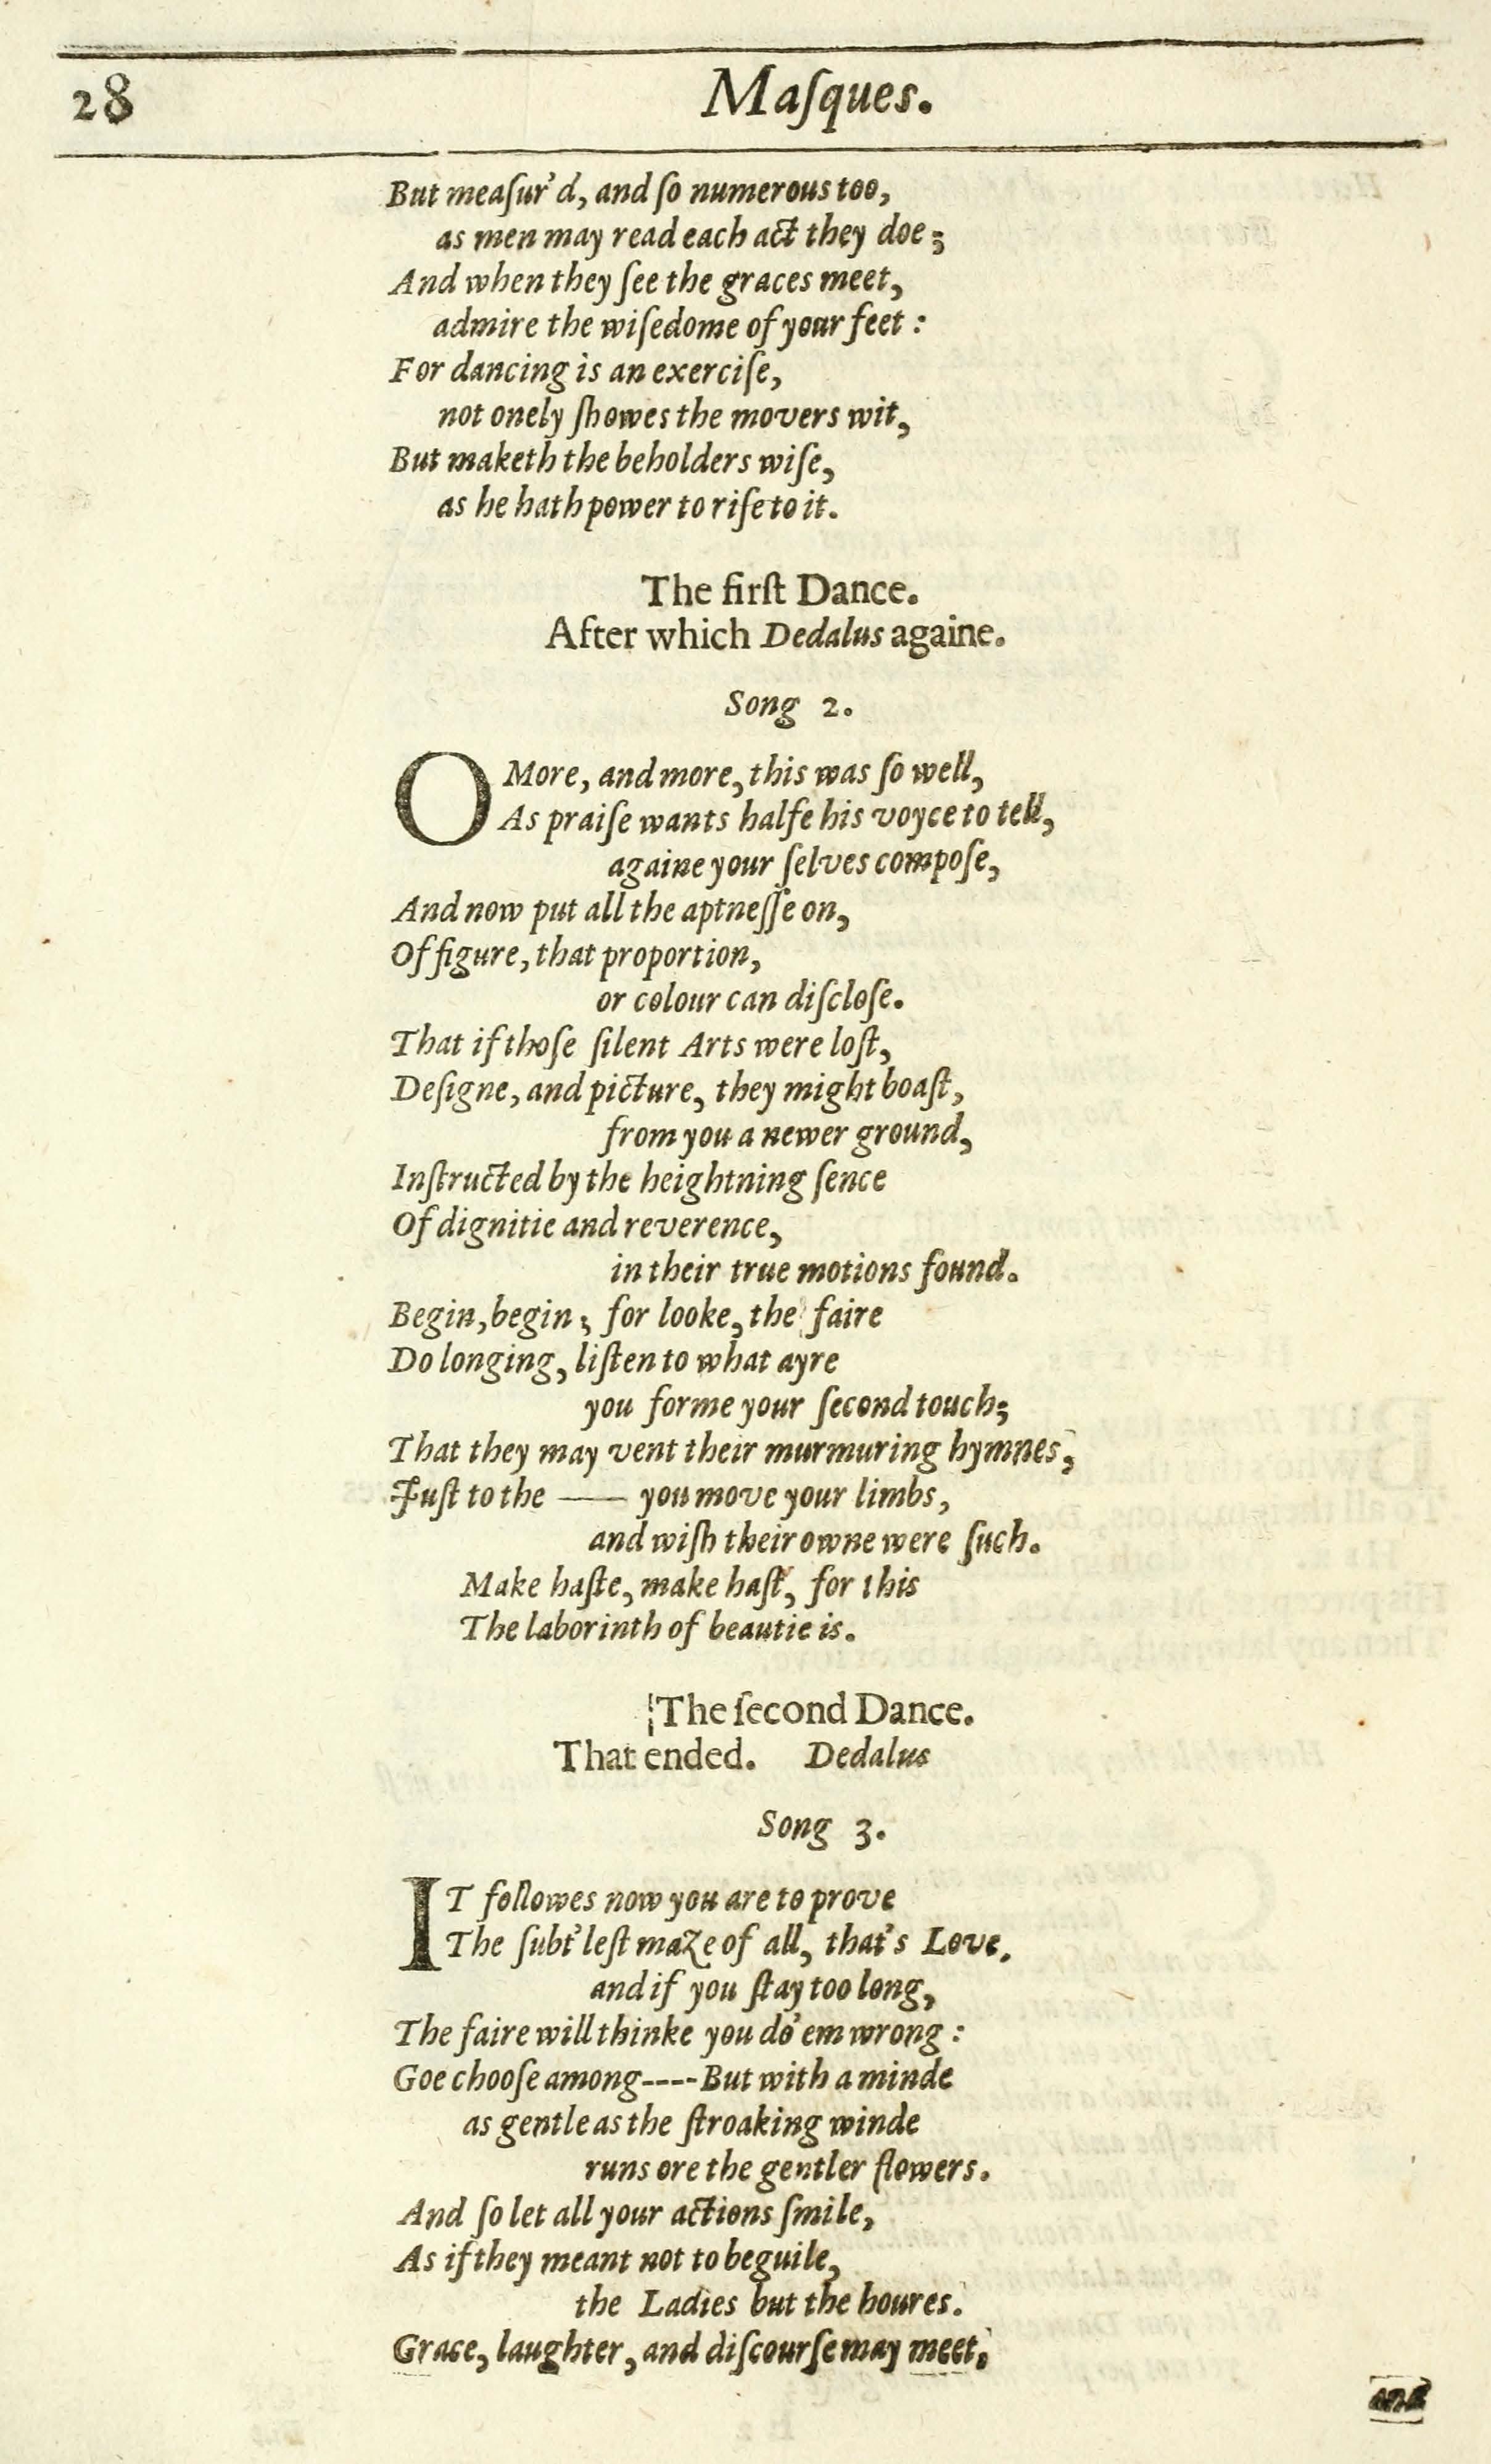 28
Maſques.
But meaſur'd, and ſo numerous too,
as men may read each act they doe;
And when they ſee the graces meet,
admire the wiſedome of your feet:
For dancing is an exerciſe,
not onely ſhowes the movers wit,
But maketh the beholders wiſe,
as he hath power to riſe to it.
The firſt Dance.
After which Dedalus againe.
Song 2.
O More, and more, this was ſo well,
As praiſe wants halfe his voyce to tell,
againe your ſelves compoſe,
And now put all the aptneſſe on,
Of figure, that proportion,
or colour can diſcloſe.
That if thoſe ſilent Arts were loſt,
Deſigne, and picture, they might boaſt,
from you a newer ground,
Inſtructed by the heightning ſence
Of dignitie and reverence,
in their true motions found.
Begin, begin; for looke, the faire
Do longing, liſten to what ayre
you forme your ſecond touch;
That they may vent their murmuring hymnes,
Juſt to the —— you move your limbs,
and wiſh their owne were ſuch.
Make haſte, make haſt, for this
The laborinth of beautie is.
The ſecond Dance.
That ended. Dedalus
Song 3.
IT followes now you are to prove
The ſubt'leſt maze of all, that's Love,
and if you ſtay too long,
The faire will thinke you do'em wrong:
Goe chooſe among----But with a minde
as gentle as the ſtroaking winde
runs ore the gentler flowers.
And ſo let all your actions ſmile,
As if they meant not to beguile,
the Ladies but the houres.
Grace, laughter, and diſcourſe may meet,
and